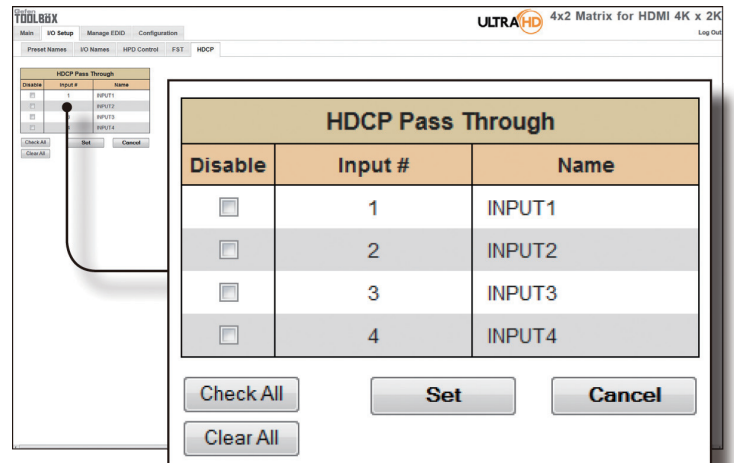 Gefen
TOOLBOX
ULTRA HD
4x2 Matrix for HDMI 4K x 2K
Log Out
Main I/O Setup Manage EDID Configuration
Preset Names I/O Names HPD Control FST HDCP
HDCP Pass Through
Disable Input # Name
1 INPUT1
INPUT2
3 INPUT3
4 INPUT4
Check All Set Cancel
Clear All
HDCP Pass Through
Disable Input # Name
1 INPUT1
2 INPUT2
3 INPUT3
4 INPUT4
Check All Set Cancel
Clear All